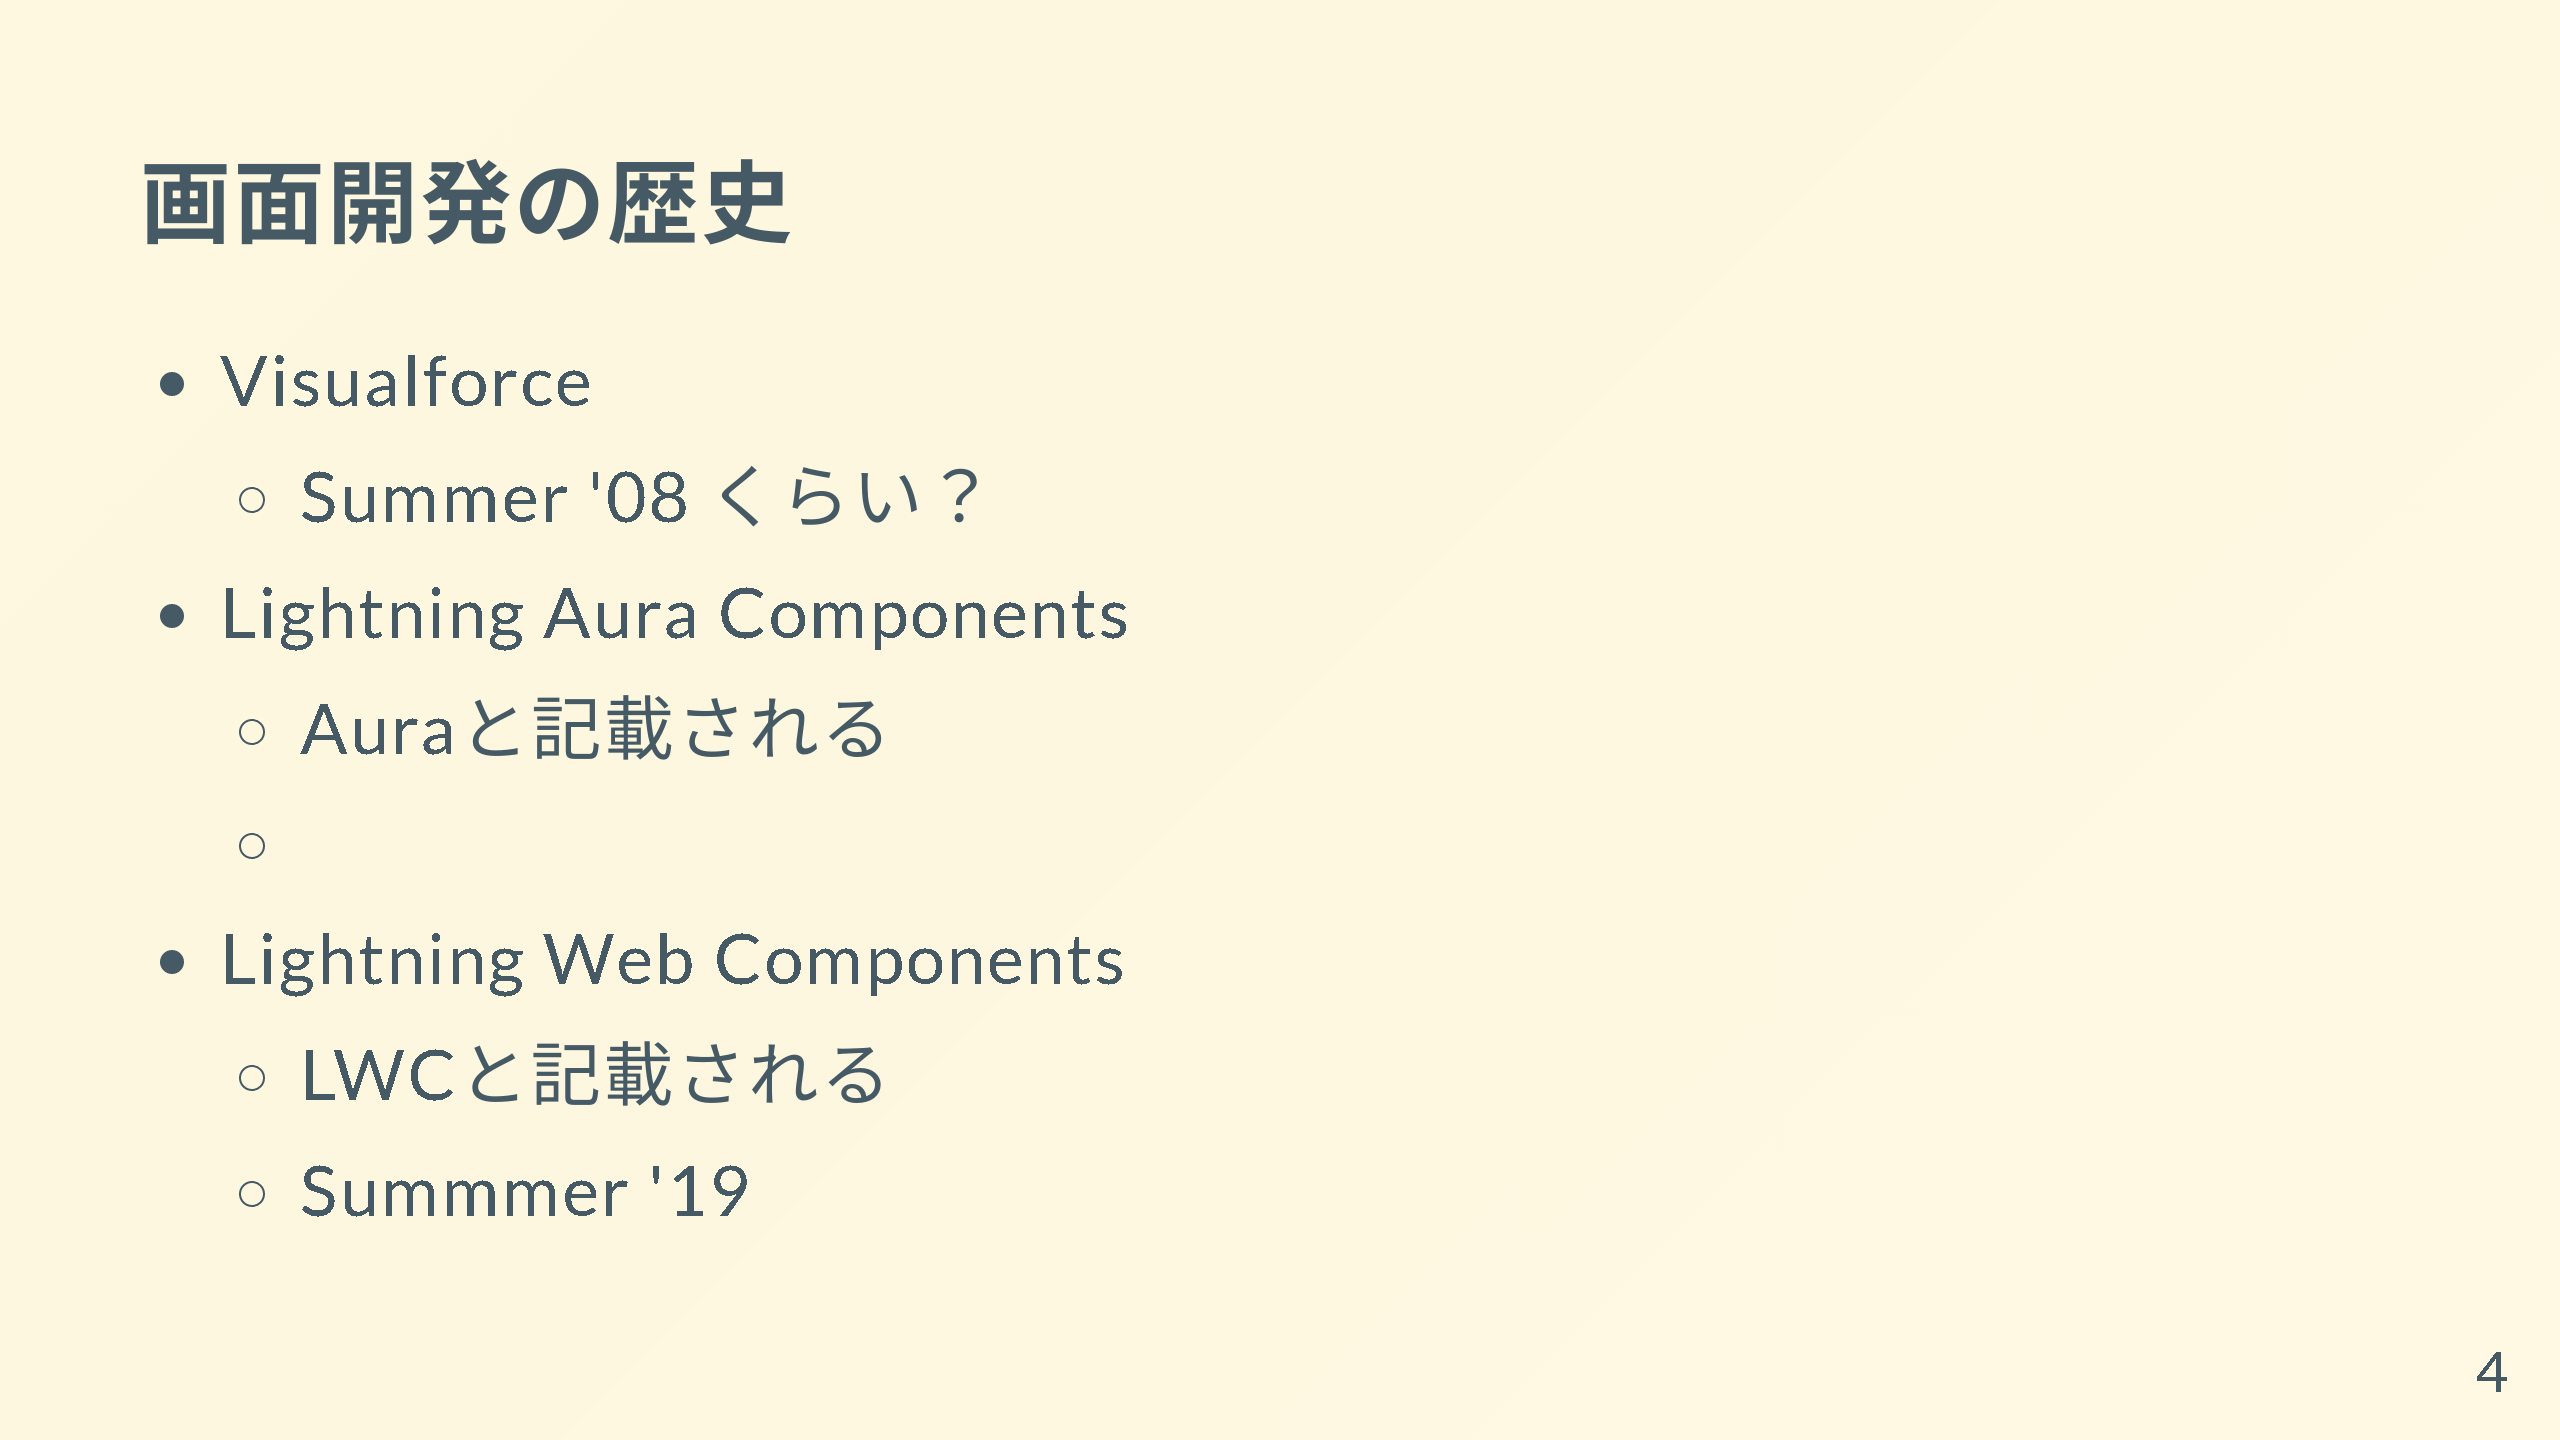 画面開発の歴史
• Visualforce
○ Summer '08 くらい？
• Lightning Aura Components
○ Auraと記載される
○
• Lightning Web Components
○ LWCと記載される
○ Summmer '19
4